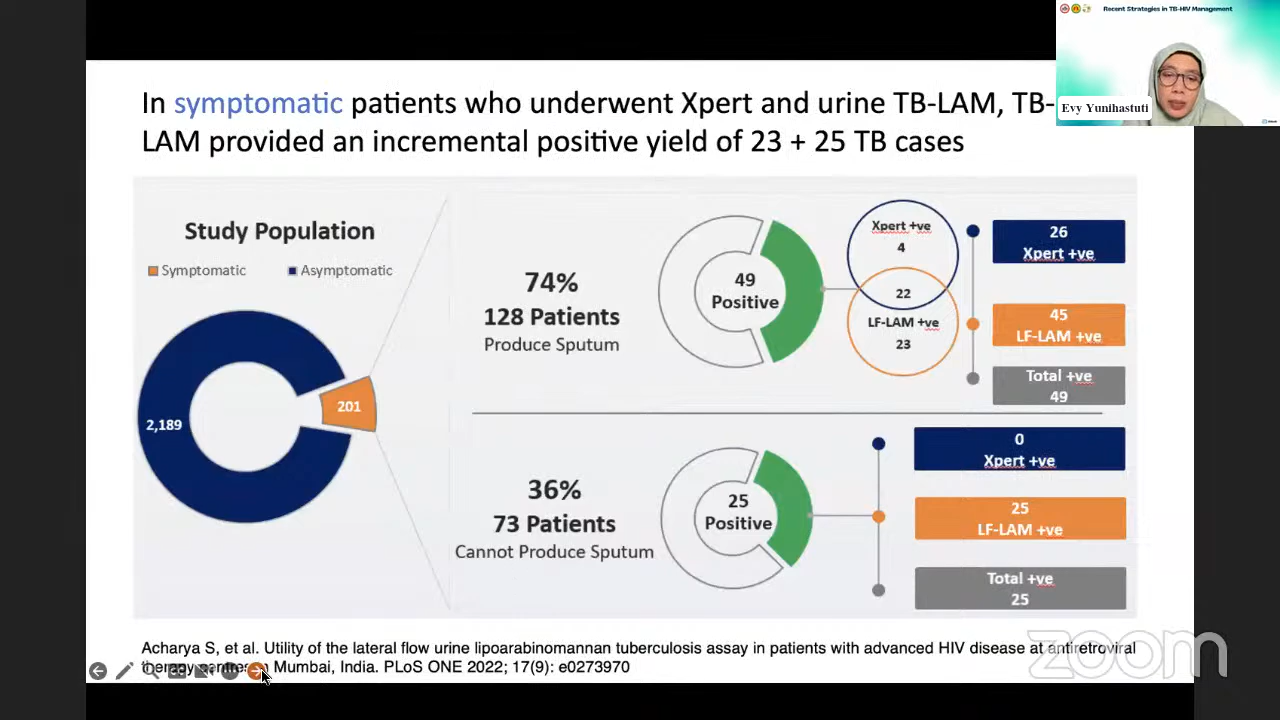 Recent Strategies in TB-HIV Management
Evy Yunihastuti
In symptomatic patients who underwent Xpert and urine TB-LAM, TB-
LAM provided an incremental positive yield of 23 + 25 TB cases
Study Population
Symptomatic
Asymptomatic
2,189
201
74%
128 Patients
Produce Sputum
49
Positive
Xpert +ve
4
22
LF-LAM +ve
23
26
Xpert +ve
45
LF-LAM +ve
Total +ve
49
36%
73 Patients
Cannot Produce Sputum
25
Positive
0
Xpert +ve
25
LF-LAM +ve
Total +ve
25
Acharya S, et al. Utility of the lateral flow urine lipoarabinomannan tuberculosis assay in patients with advanced HIV disease at antiretroviral
therapy centres in Mumbai, India. PLoS ONE 2022; 17(9): e0273970
zoom